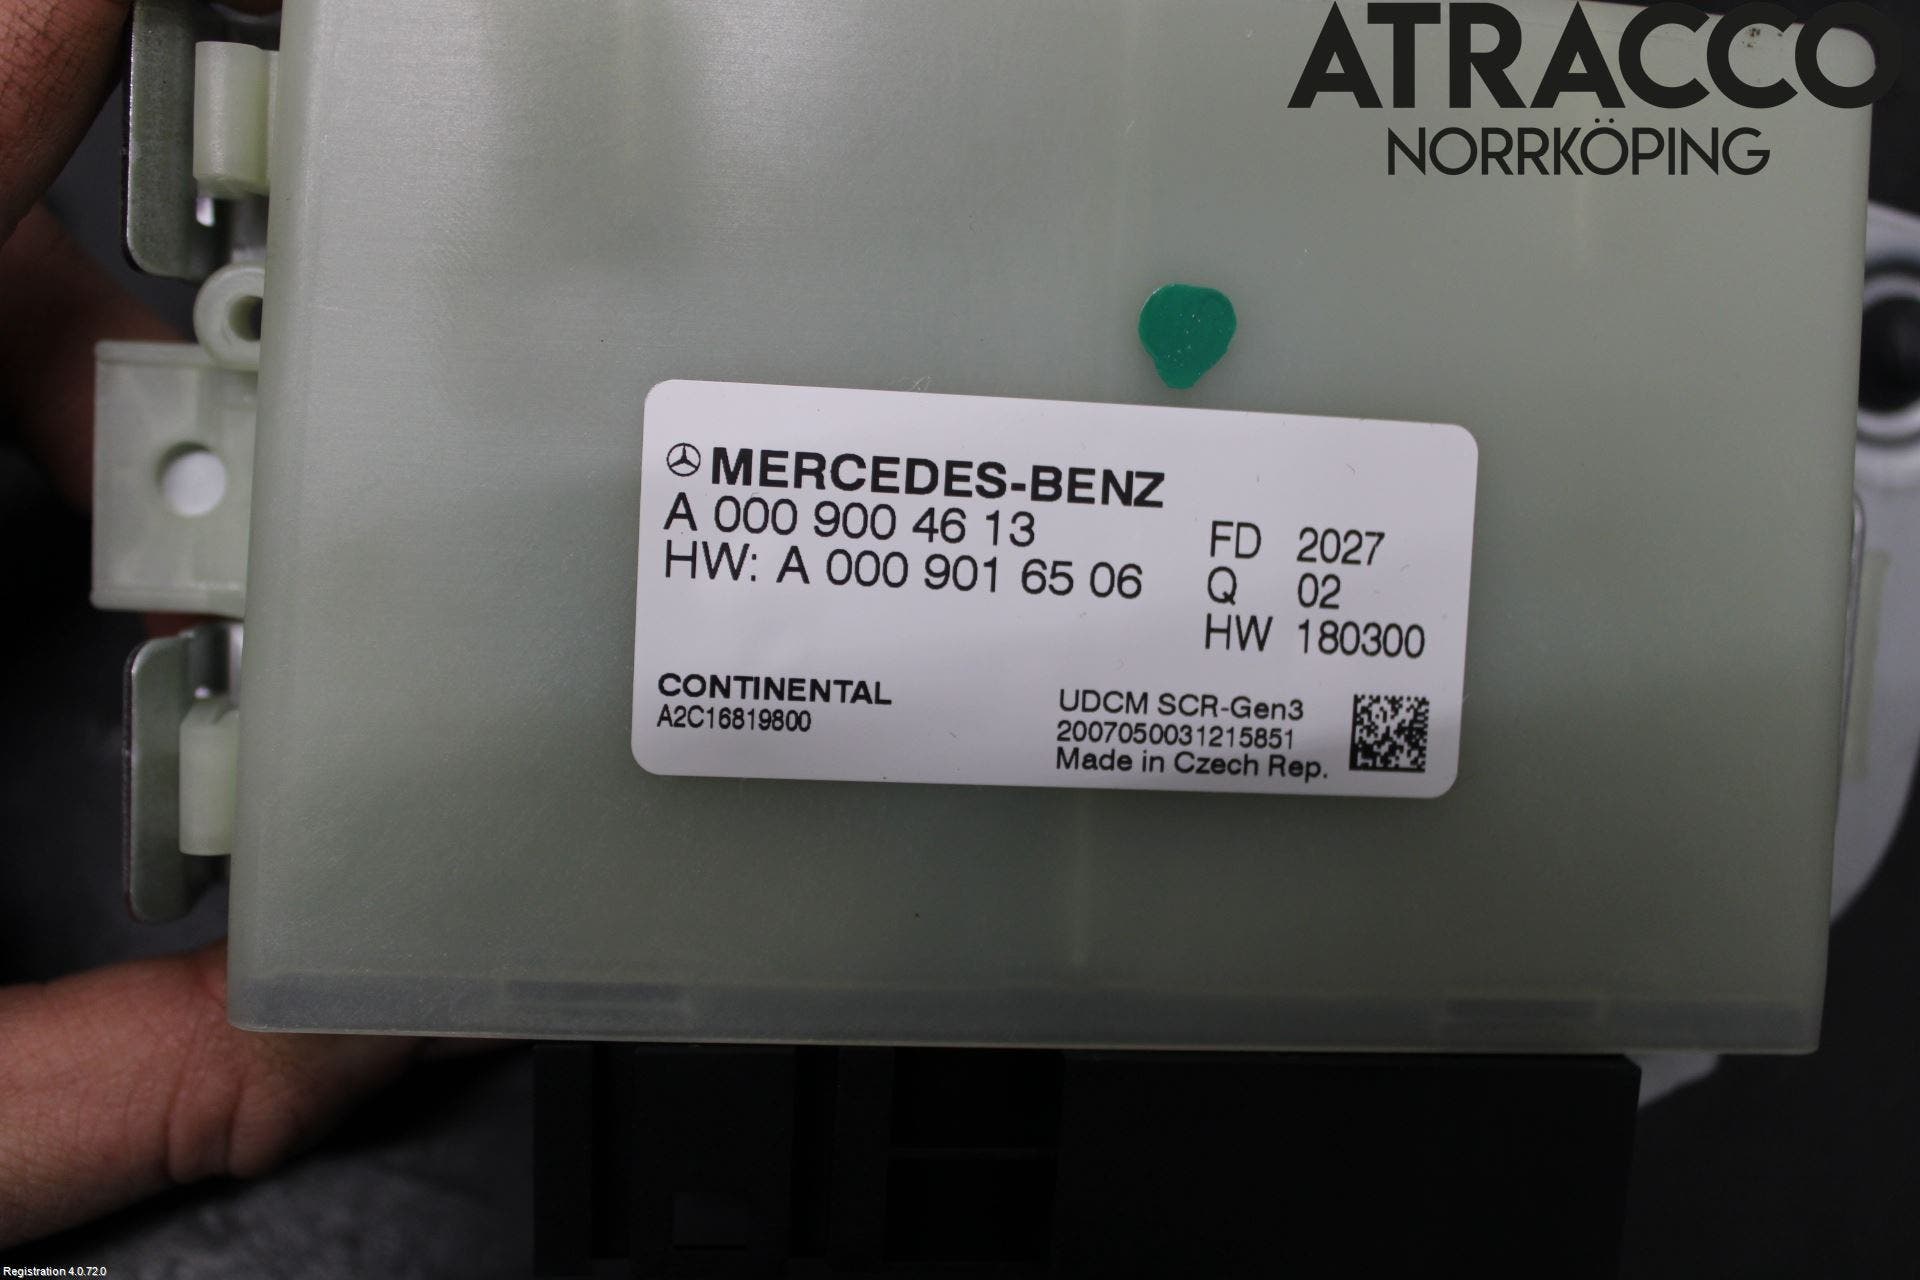 ATRACCO
NORRKÖPING
MERCEDES-BENZ
A 000 900 46 13
HW: A 000 901 65 06
FD 2027
Q 02
HW 180300
CONTINENTAL
A2C16819800
UDCM SCR-Gen3
2007050031215851
Made in Czech Rep.
Registration 4.0.72.0